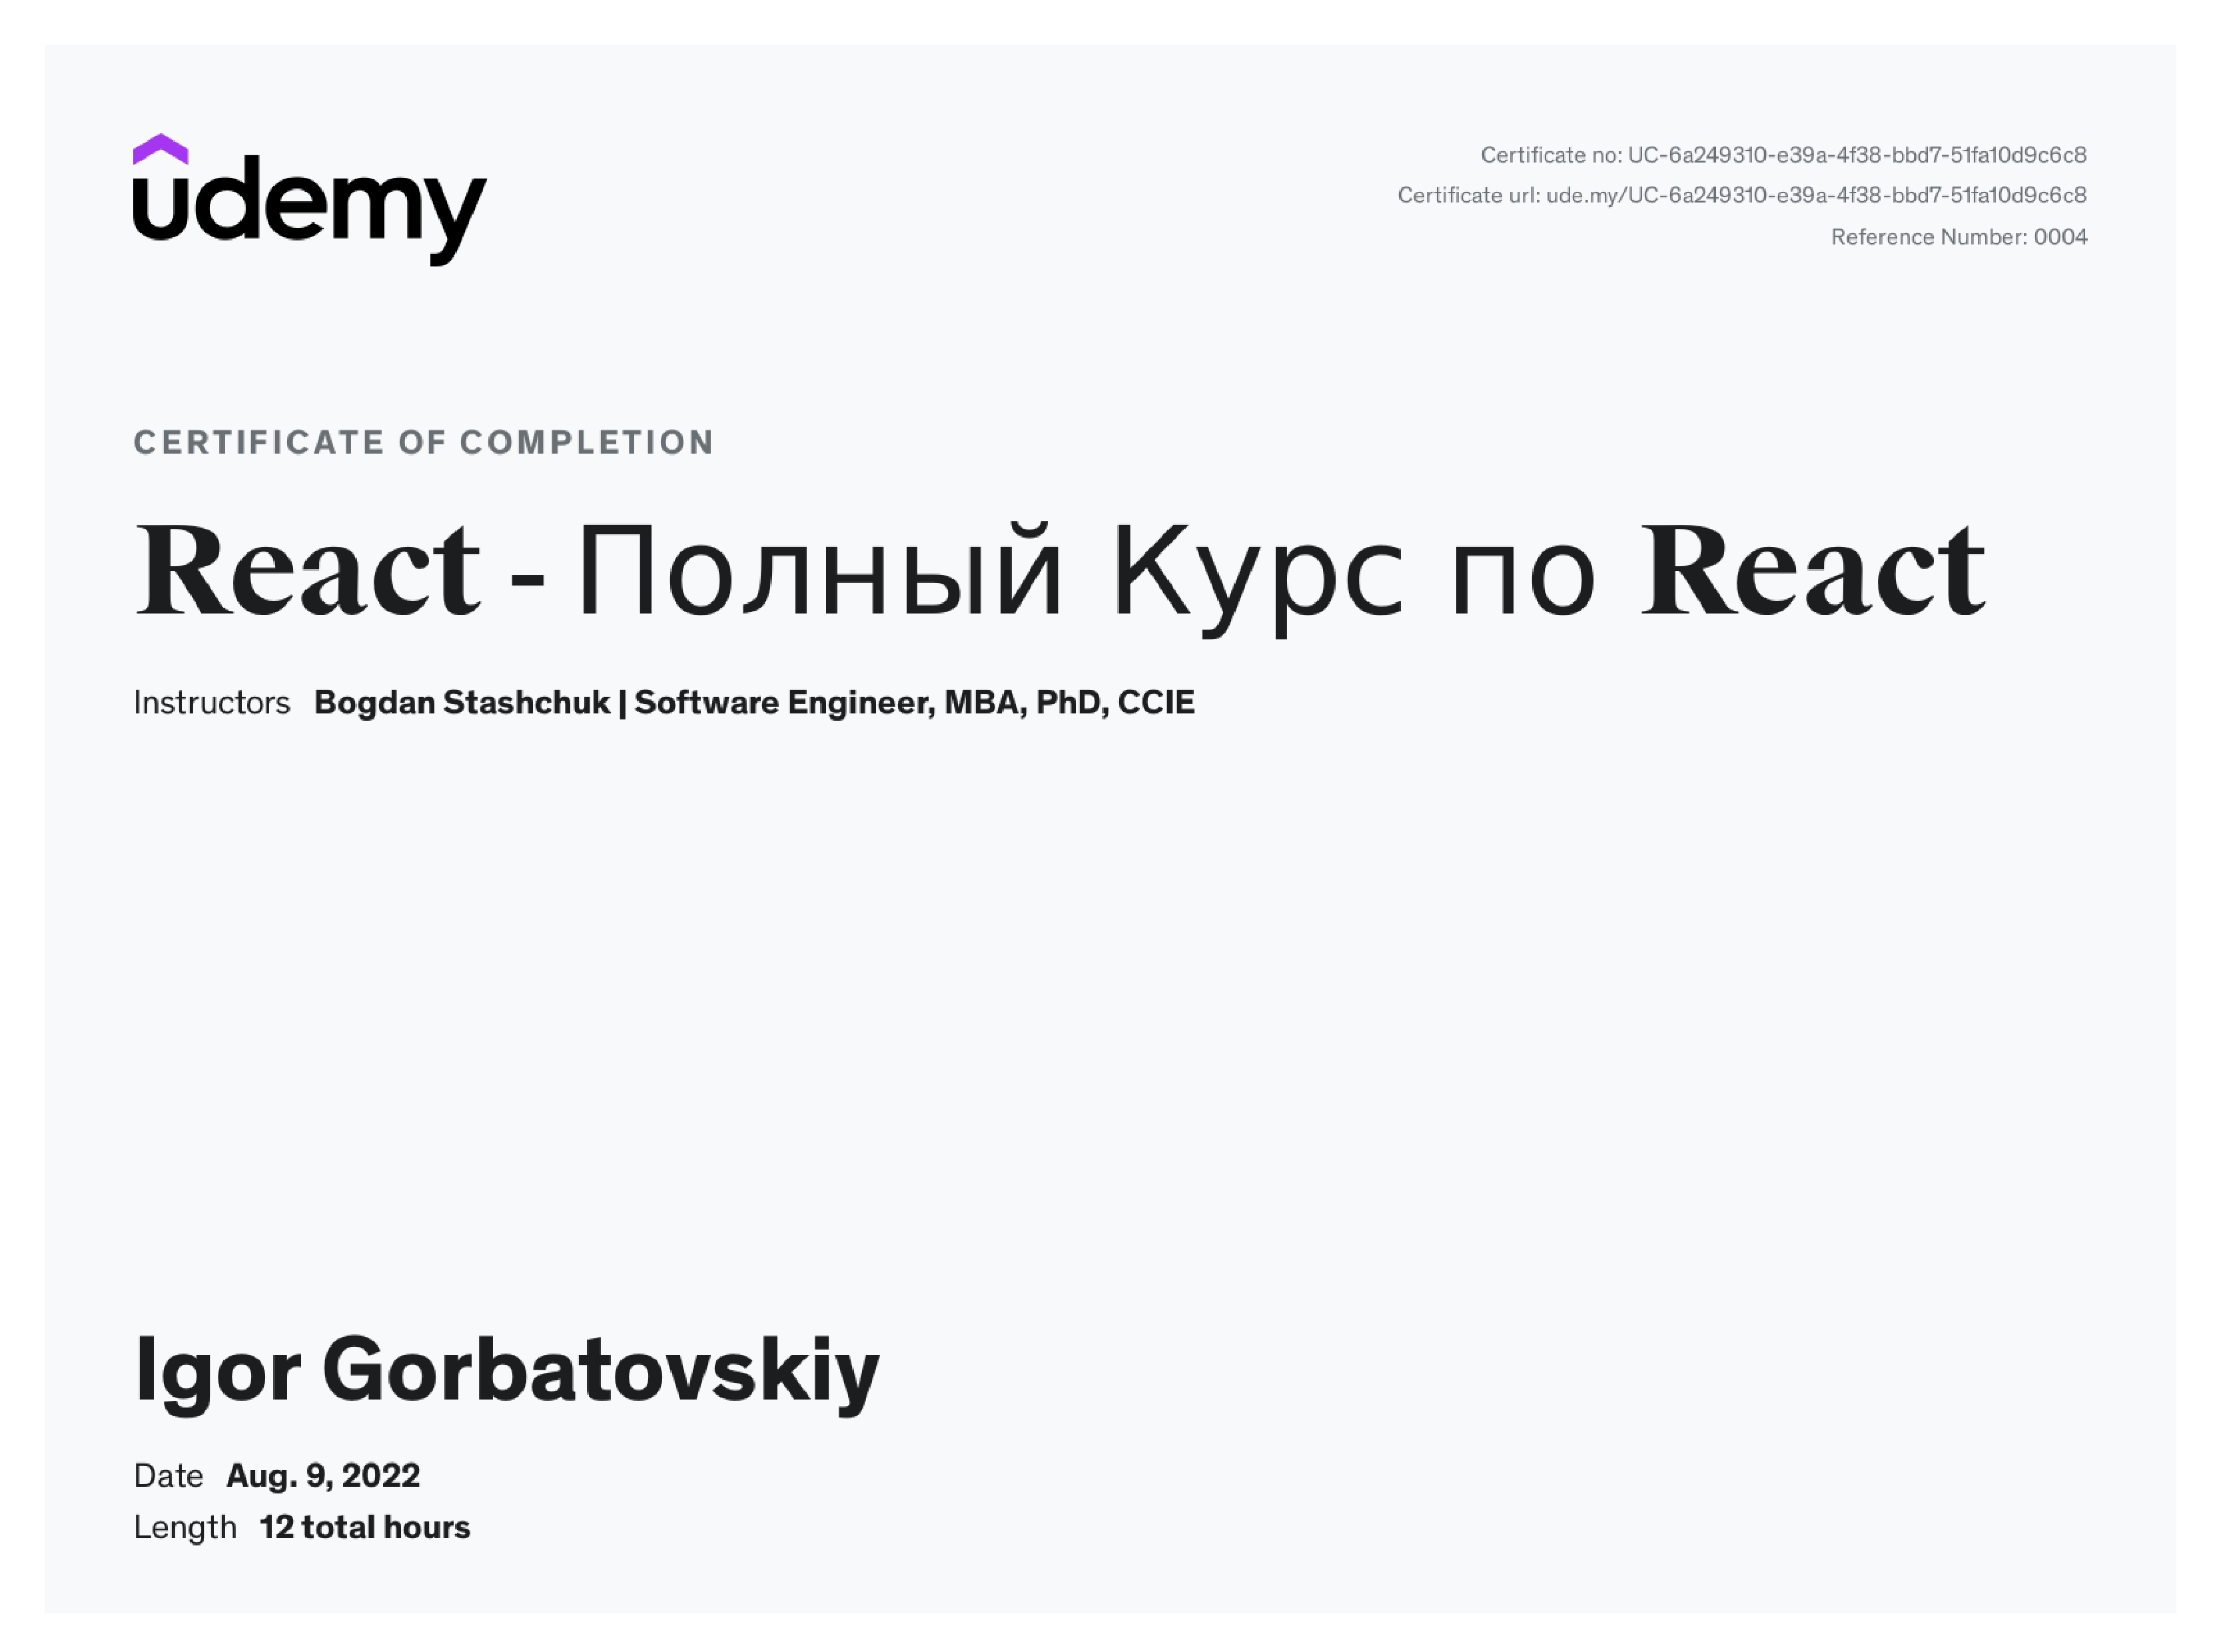 udemy
Certificate no: UC-6a249310-e39a-4f38-bbd7-51fa10d9c6c8
Certificate url: ude.my/UC-6a249310-e39a-4f38-bbd7-51fa10d9c6c8
Reference Number: 0004
CERTIFICATE OF COMPLETION
React - Полный Курс по React
Instructors Bogdan Stashchuk | Software Engineer, MBA, PhD, CCIE
Igor Gorbatovskiy
Date Aug. 9, 2022
Length 12 total hours